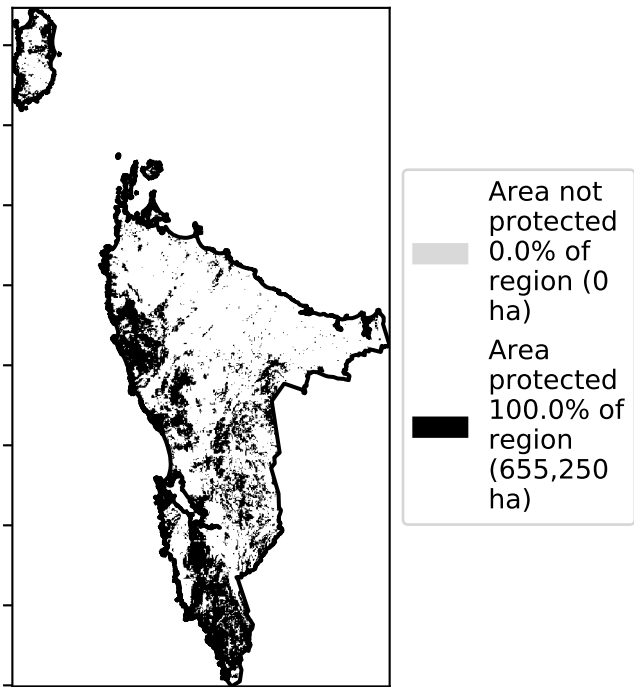 Area not
protected
0.0% of
region (0
ha)
Area
protected
100.0% of
region
(655,250
ha)